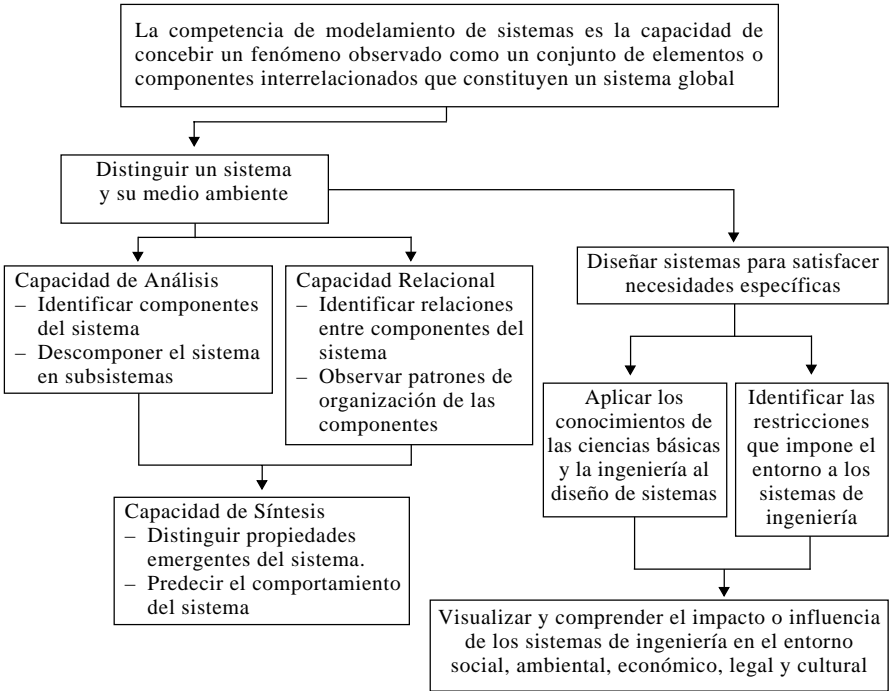 La competencia de modelamiento de sistemas es la capacidad de
concebir un fenómeno observado como un conjunto de elementos o
componentes interrelacionados que constituyen un sistema global
Distinguir un sistema
y su medio ambiente
Capacidad de Análisis
– Identificar componentes
del sistema
– Descomponer el sistema
en subsistemas
Capacidad Relacional
– Identificar relaciones
entre componentes del
sistema
– Observar patrones de
organización de las
componentes
Diseñar sistemas para satisfacer
necesidades específicas
Capacidad de Síntesis
– Distinguir propiedades
emergentes del sistema.
– Predecir el comportamiento
del sistema
Aplicar los
conocimientos de
las ciencias básicas
y la ingeniería al
diseño de sistemas
Identificar las
restricciones
que impone el
entorno a los
sistemas de
ingeniería
Visualizar y comprender el impacto o influencia
de los sistemas de ingeniería en el entorno
social, ambiental, económico, legal y cultural